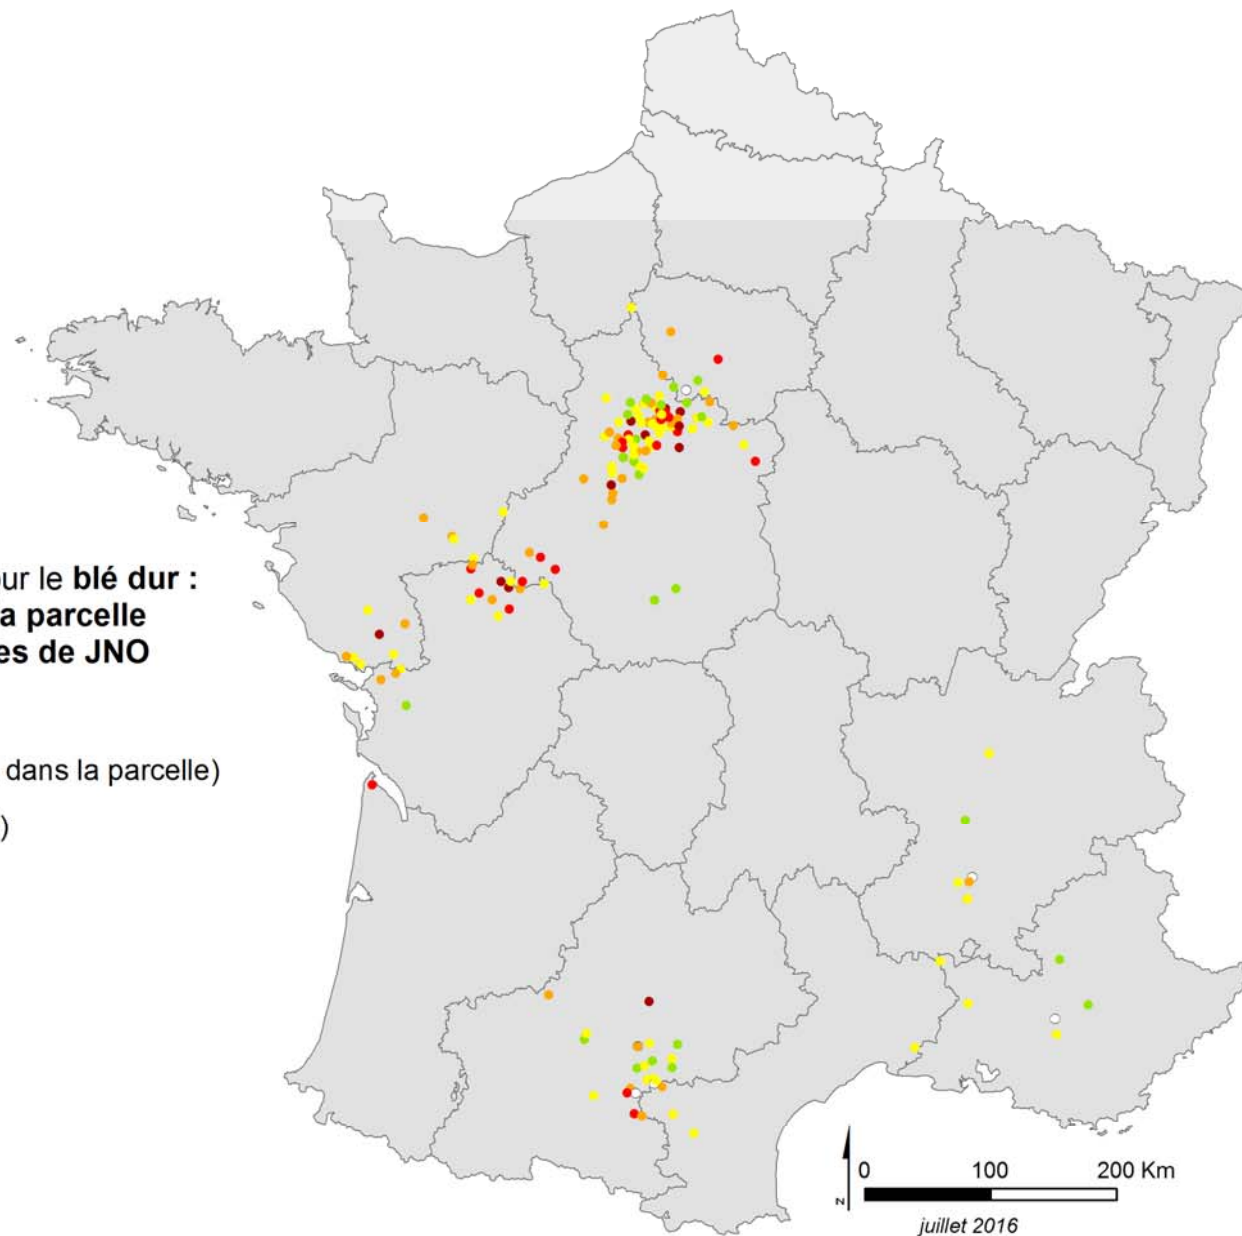 ur le blé dur :
a parcelle
es de JNO
dans la parcelle)
)
0 100 200 Km
N
juillet 2016